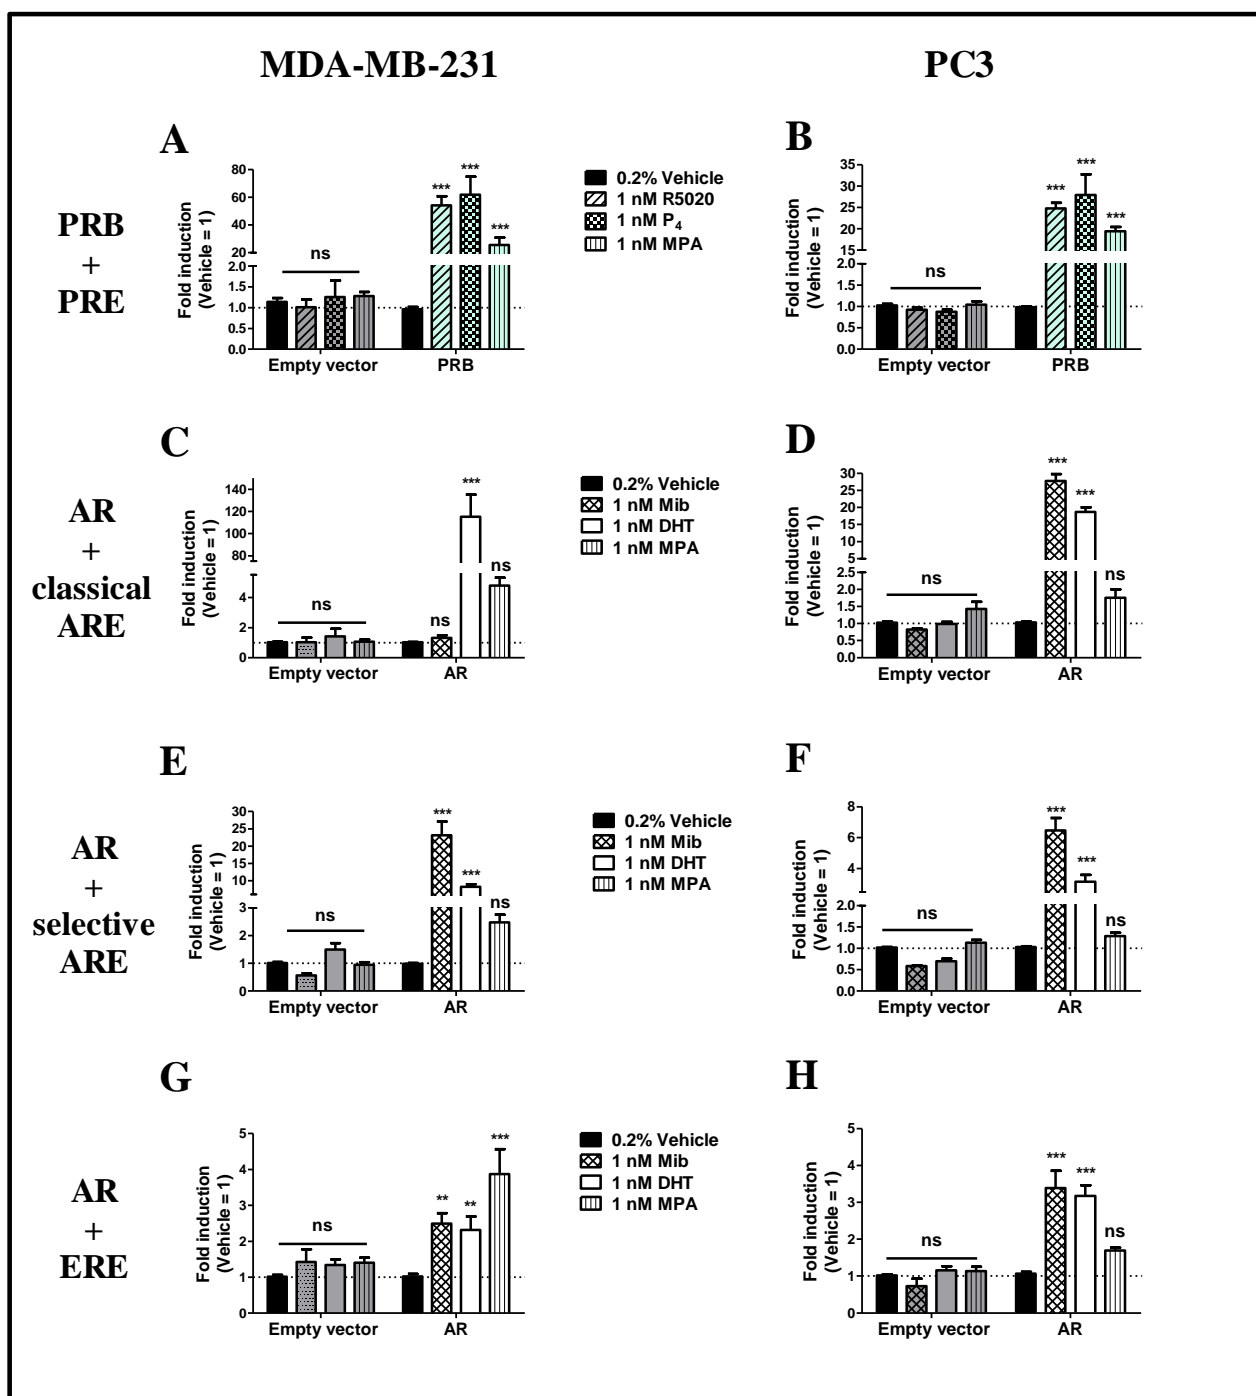 MDA-MB-231
PC3
PRB
+
PRE
A
Fold induction
(Vehicle = 1)
80
60
40
20
2.0
1.5
1.0
0.5
0.0
ns
***
***
***
Empty vector
PRB
0.2% Vehicle
1 nM R5020
1 nM P4
1 nM MPA
B
Fold induction
(Vehicle = 1)
35
30
25
20
15
10
2.0
1.5
1.0
0.5
0.0
ns
***
***
***
Empty vector
PRB
AR
+
classical
ARE
C
Fold induction
(Vehicle = 1)
140
120
100
80
4
2
0
ns
ns
***
ns
Empty vector
AR
0.2% Vehicle
1 nM Mib
1 nM DHT
1 nM MPA
D
Fold induction
(Vehicle = 1)
30
25
20
15
10
5
2.5
2.0
1.5
1.0
0.5
0.0
ns
***
***
ns
Empty vector
AR
AR
+
selective
ARE
E
Fold induction
(Vehicle = 1)
30
25
20
15
10
3
2
1
0
ns
***
***
ns
Empty vector
AR
0.2% Vehicle
1 nM Mib
1 nM DHT
1 nM MPA
F
Fold induction
(Vehicle = 1)
8
6
4
2.0
1.5
1.0
0.5
0.0
ns
***
***
ns
Empty vector
AR
AR
+
ERE
G
Fold induction
(Vehicle = 1)
5
4
3
2
1
0
ns
**
**
***
Empty vector
AR
0.2% Vehicle
1 nM Mib
1 nM DHT
1 nM MPA
H
Fold induction
(Vehicle = 1)
5
4
3
2
1
0
ns
***
***
ns
Empty vector
AR